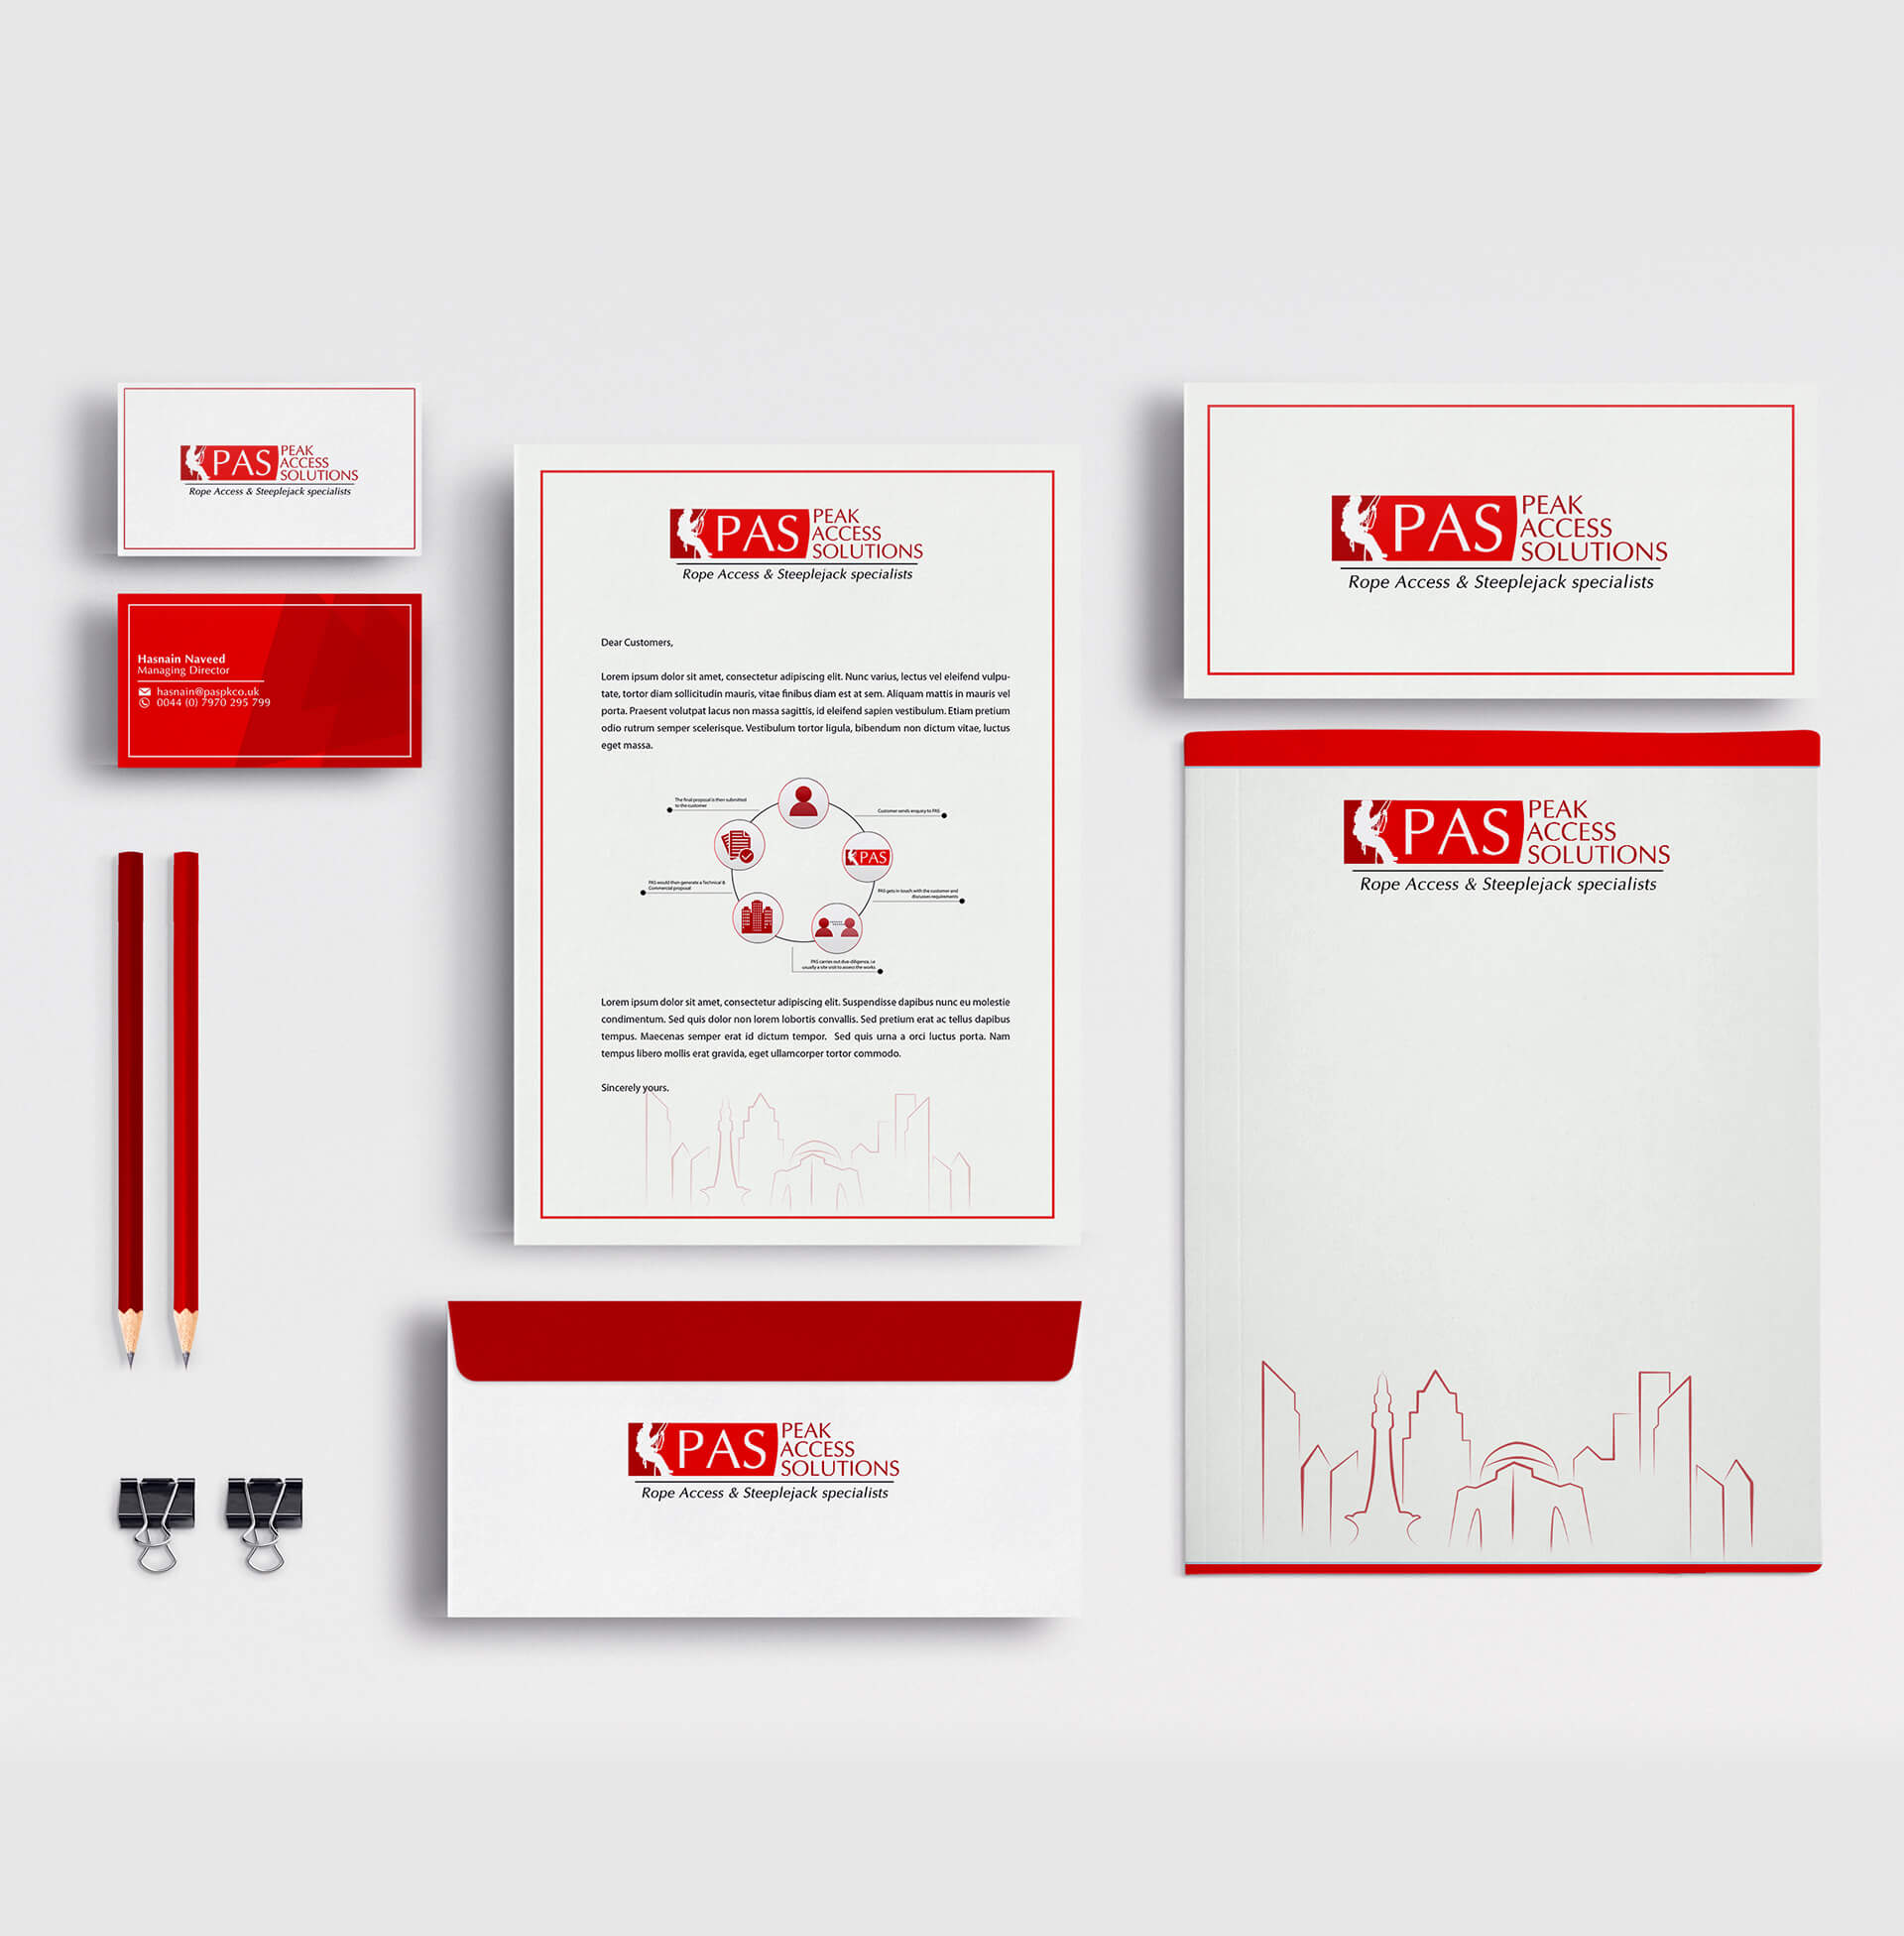 PAS
PEAK
ACCESS
SOLUTIONS
Rope Access & Steeplejack specialists
Hasnain Naveed
Managing Director
hasnain@paspkco.uk
0044 (0) 7970 295 799
PAS
PEAK
ACCESS
SOLUTIONS
Rope Access & Steeplejack specialists
Dear Customers,
Lorem ipsum dolor sit amet, consectetur adipiscing elit. Nunc varius, lectus vel eleifend vulpu-
tate, tortor diam sollicitudin mauris, vitae finibus diam est at sem. Aliquam mattis in mauris vel
porta. Praesent volutpat lacus non massa sagittis, id eleifend sapien vestibulum. Etiam pretium
odio rutrum semper scelerisque. Vestibulum tortor ligula, bibendum non dictum vitae, luctus
eget massa.
The final proposal is then submitted
to the customer
Customer sends enquiry to PAS
PAS
PAS would then generate a Technical &
Commercial proposal
PAS gets in touch with the customer and
discusses requirements
PAS carries out due diligence, i.e
usually a site visit to assess the works
Lorem ipsum dolor sit amet, consectetur adipiscing elit. Suspendisse dapibus nunc eu molestie
condimentum. Sed quis dolor non lorem lobortis convallis. Sed pretium erat ac tellus dapibus
tempus. Maecenas semper erat id dictum tempor. Sed quis urna a orci luctus porta. Nam
tempus libero mollis erat gravida, eget ullamcorper tortor commodo.
Sincerely yours.
PAS
PEAK
ACCESS
SOLUTIONS
Rope Access & Steeplejack specialists
PAS
PEAK
ACCESS
SOLUTIONS
Rope Access & Steeplejack specialists
PAS
PEAK
ACCESS
SOLUTIONS
Rope Access & Steeplejack specialists